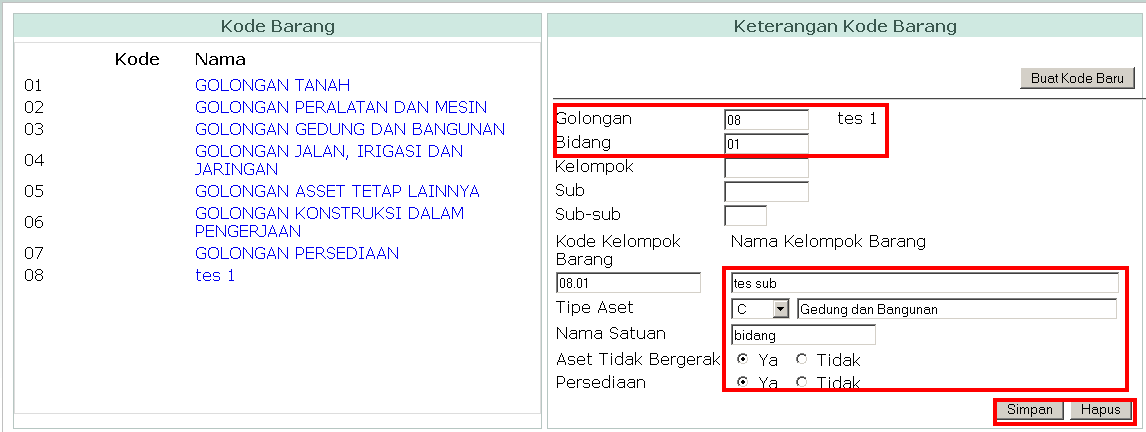 Kode Barang
Kode Nama
01 GOLONGAN TANAH
02 GOLONGAN PERALATAN DAN MESIN
03 GOLONGAN GEDUNG DAN BANGUNAN
04 GOLONGAN JALAN, IRIGASI DAN
JARINGAN
05 GOLONGAN ASSET TETAP LAINNYA
06 GOLONGAN KONSTRUKSI DALAM
PENGERJAAN
07 GOLONGAN PERSEDIAAN
08 tes 1
Keterangan Kode Barang
Buat Kode Baru
Golongan 08 tes 1
Bidang 01
Kelompok
Sub
Sub-sub
Kode Kelompok Nama Kelompok Barang
Barang
08.01 tes sub
Tipe Aset C Gedung dan Bangunan
Nama Satuan bidang
Aset Tidak Bergerak Ya Tidak
Persediaan Ya Tidak
Simpan Hapus